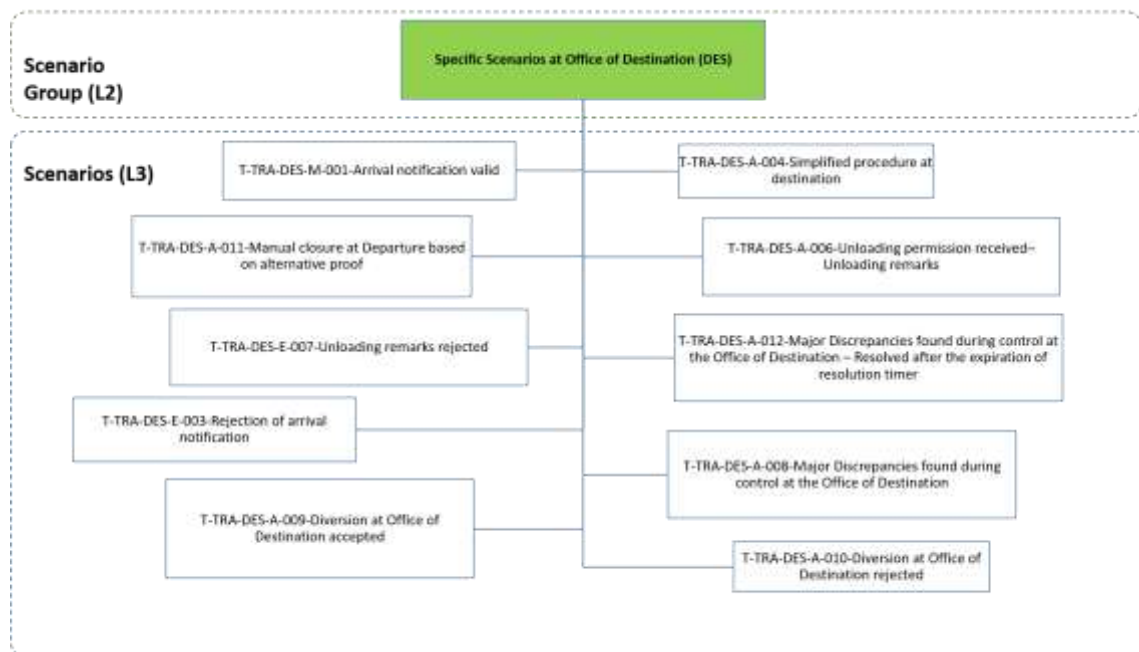 Scenario
Group (L2)
Specific Scenarios at Office of Destination (DES)
Scenarios (L3)
T-TRA-DES-M-001-Arrival notification valid
T-TRA-DES-A-004-Simplified procedure at
destination
T-TRA-DES-A-011-Manual closure at Departure based
on alternative proof
T-TRA-DES-A-006-Unloading permission received–
Unloading remarks
T-TRA-DES-E-007-Unloading remarks rejected
T-TRA-DES-A-012-Major Discrepancies found during control at
the Office of Destination – Resolved after the expiration of
resolution timer
T-TRA-DES-E-003-Rejection of arrival
notification
T-TRA-DES-A-008-Major Discrepancies found during
control at the Office of Destination
T-TRA-DES-A-009-Diversion at Office of
Destination accepted
T-TRA-DES-A-010-Diversion at Office of
Destination rejected